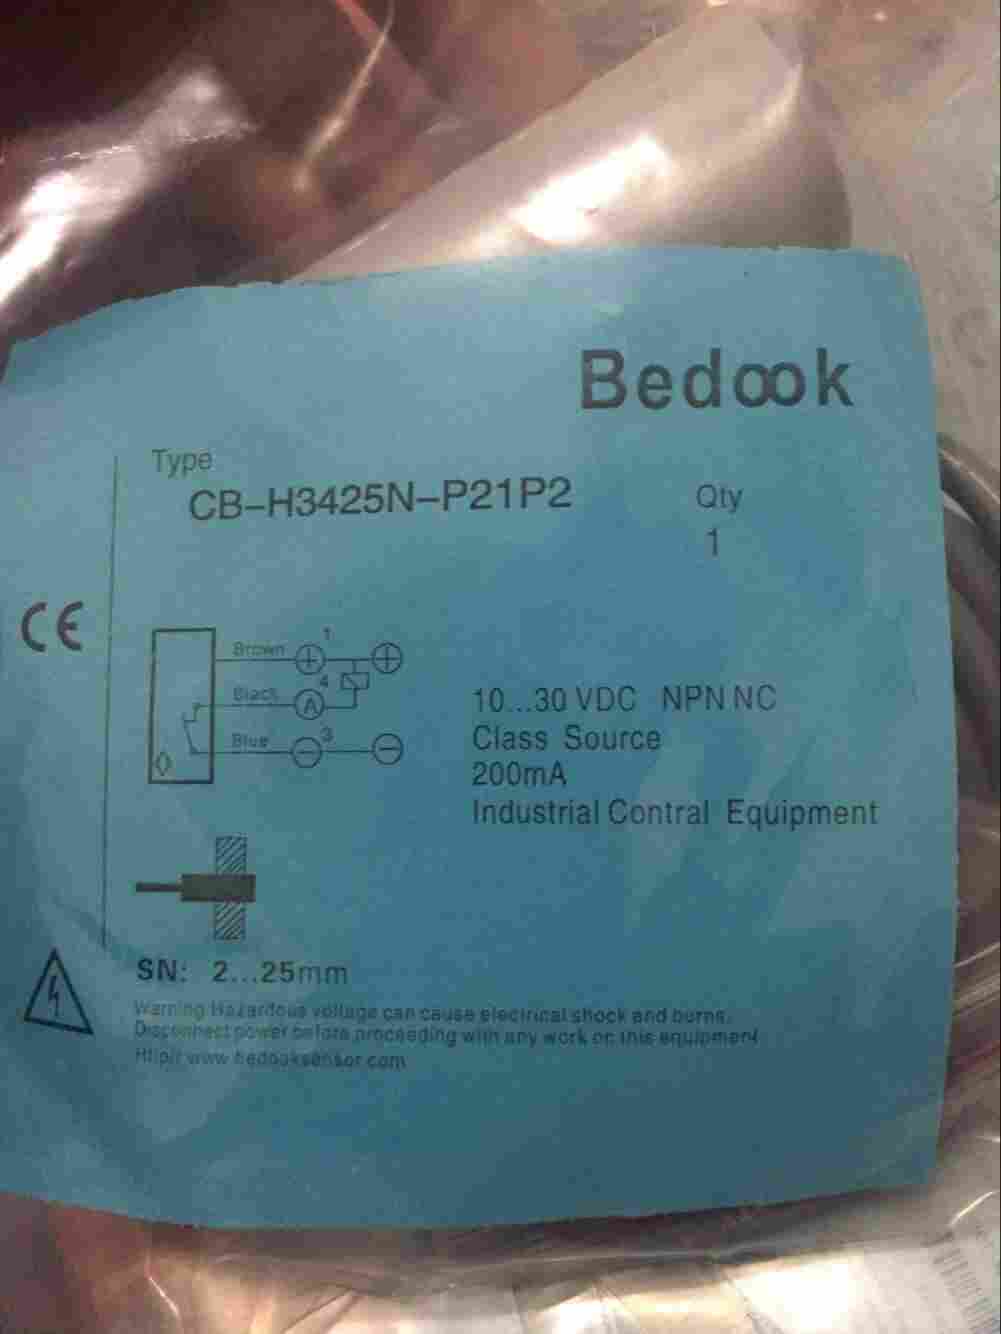 Bedook
Type
CB-H3425N-P21P2
Qty
1
CE
Brown 1
Black 4
A
Blue 3
10...30 VDC NPN NC
Class Source
200mA
Industrial Contral Equipment
SN: 2...25mm
Warning Hazardous voltage can cause electrical shock and burns.
Disconnect power before proceeding with any work on this equipment
Http:// www bedooksensor.com